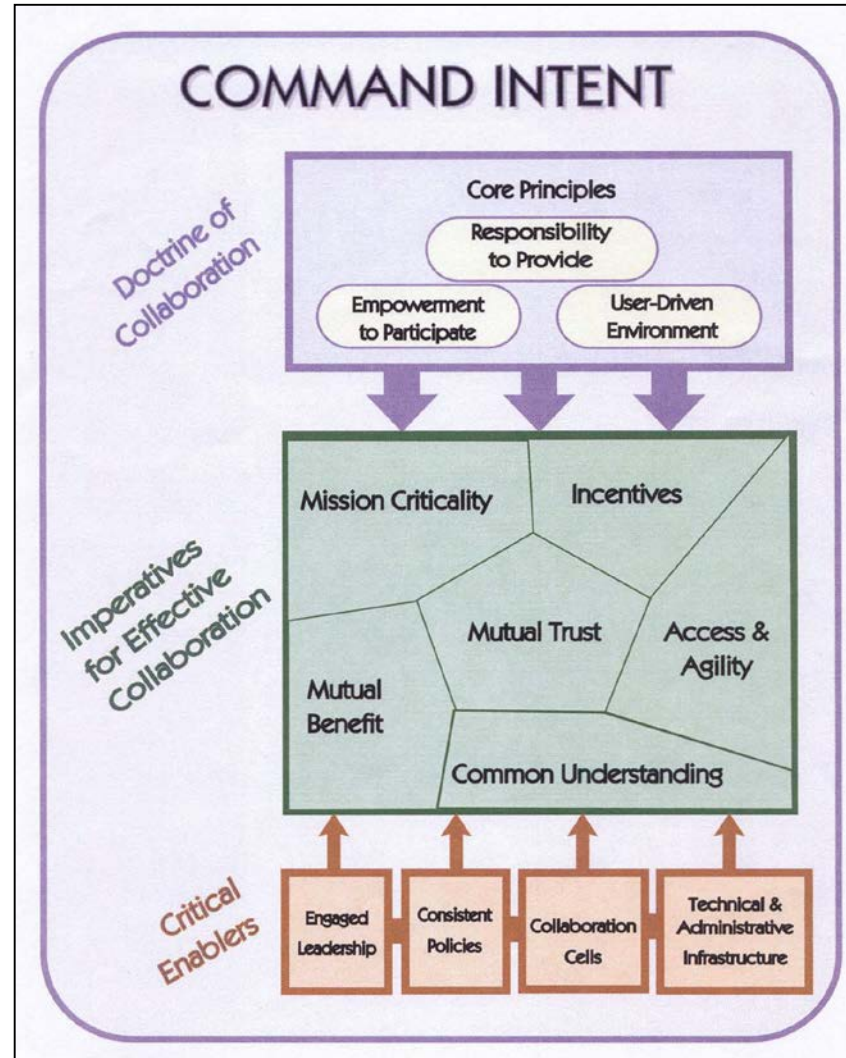 COMMAND INTENT
Doctrine of
Collaboration
Core Principles
Responsibility
to Provide
Empowerment
to Participate
User-Driven
Environment
Imperatives
for Effective
Collaboration
Mission Criticality
Incentives
Mutual Trust
Access &
Agility
Mutual
Benefit
Common Understanding
Critical
Enablers
Engaged
Leadership
Consistent
Policies
Collaboration
Cells
Technical &
Administrative
Infrastructure